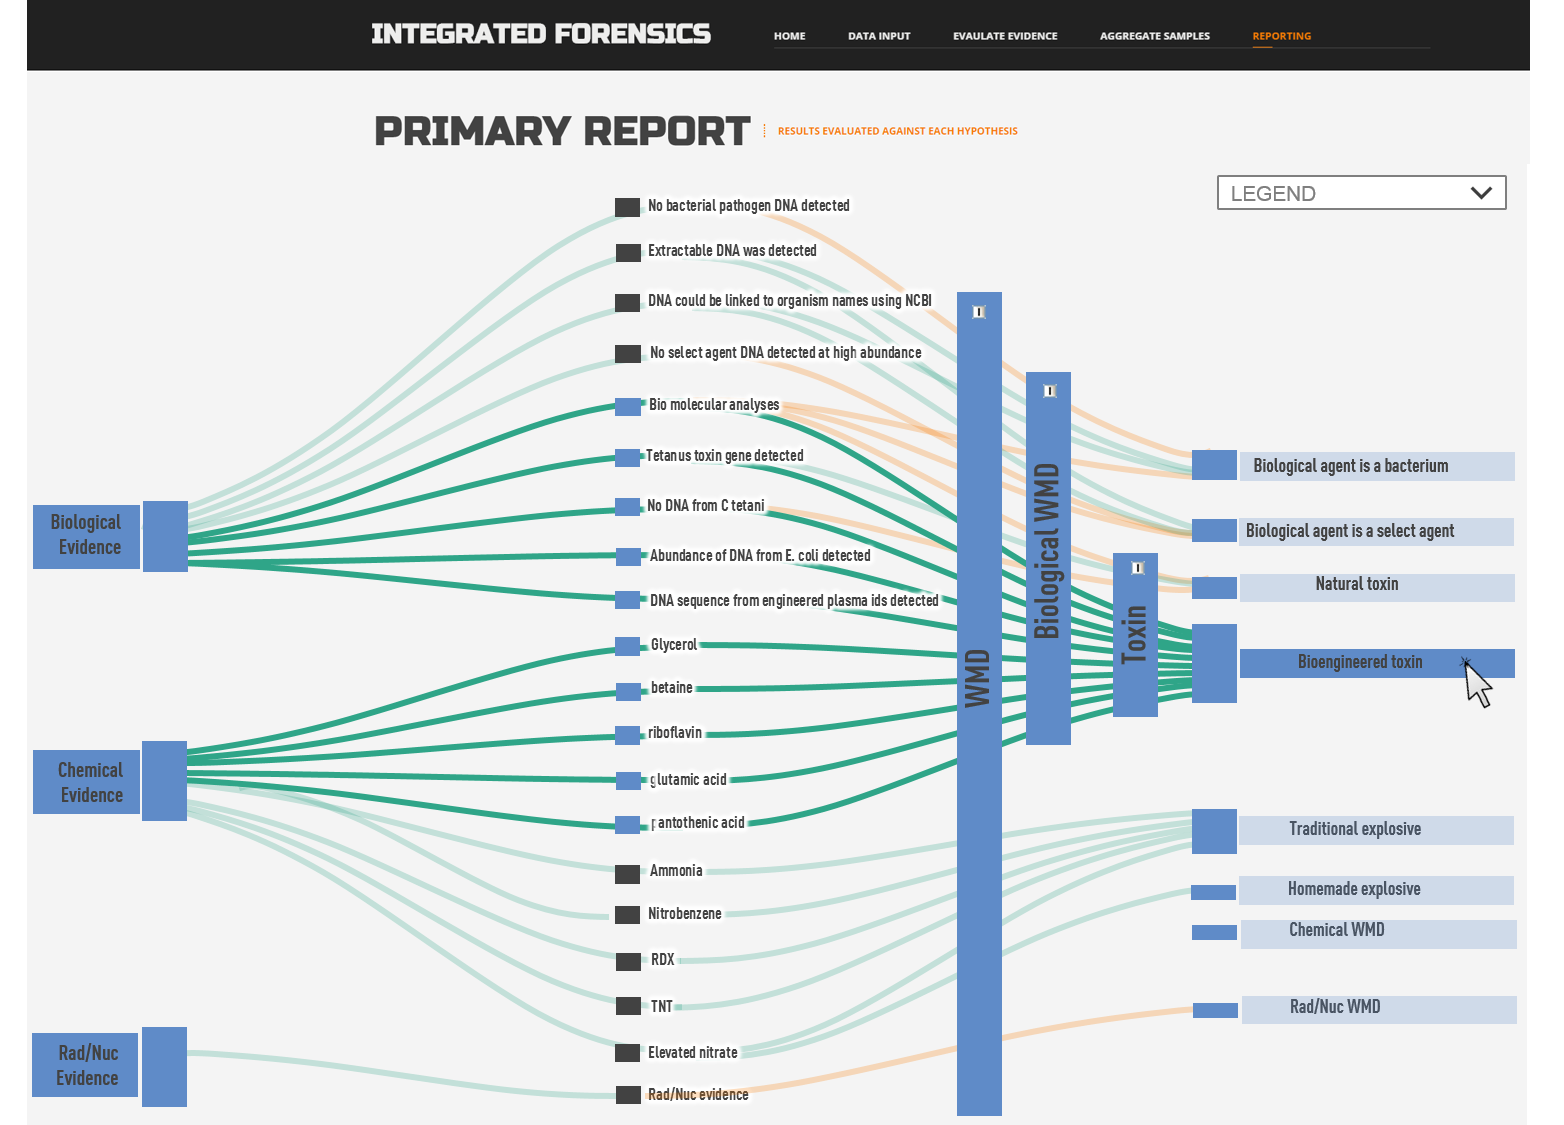 INTEGRATED FORENSICS
HOME
DATA INPUT
EVAULATE EVIDENCE
AGGREGATE SAMPLES
REPORTING
PRIMARY REPORT
RESULTS EVALUATED AGAINST EACH HYPOTHESIS
LEGEND
Biological
Evidence
Chemical
Evidence
Rad/Nuc
Evidence
No bacterial pathogen DNA detected
Extractable DNA was detected
DNA could be linked to organism names using NCBI
No select agent DNA detected at high abundance
Bio molecular analyses
Tetanus toxin gene detected
No DNA from C tetani
Abundance of DNA from E. coli detected
DNA sequence from engineered plasma ids detected
Glycerol
betaine
riboflavin
glutamic acid
pantothenic acid
Ammonia
Nitrobenzene
RDX
TNT
Elevated nitrate
Rad/Nuc evidence
WMD
Biological WMD
Toxin
Biological agent is a bacterium
Biological agent is a select agent
Natural toxin
Bioengineered toxin
Traditional explosive
Homemade explosive
Chemical WMD
Rad/Nuc WMD